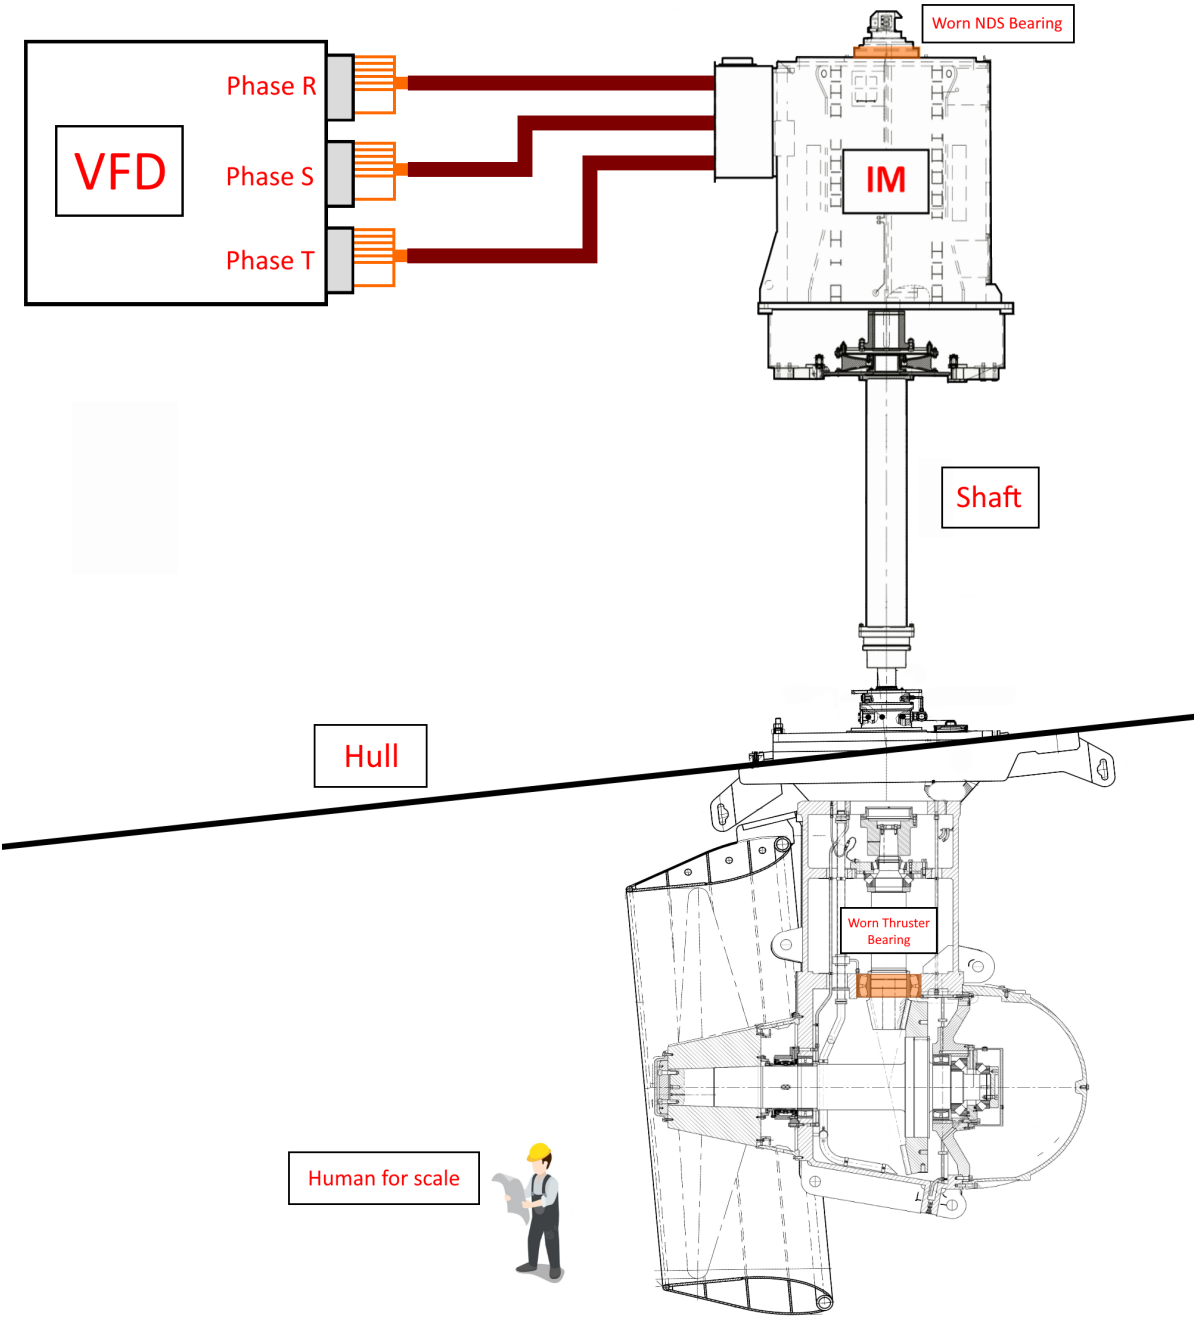 Worn NDS Bearing
Phase R
VFD
Phase S
IM
Phase T
Shaft
Hull
Worn Thruster
Bearing
Human for scale